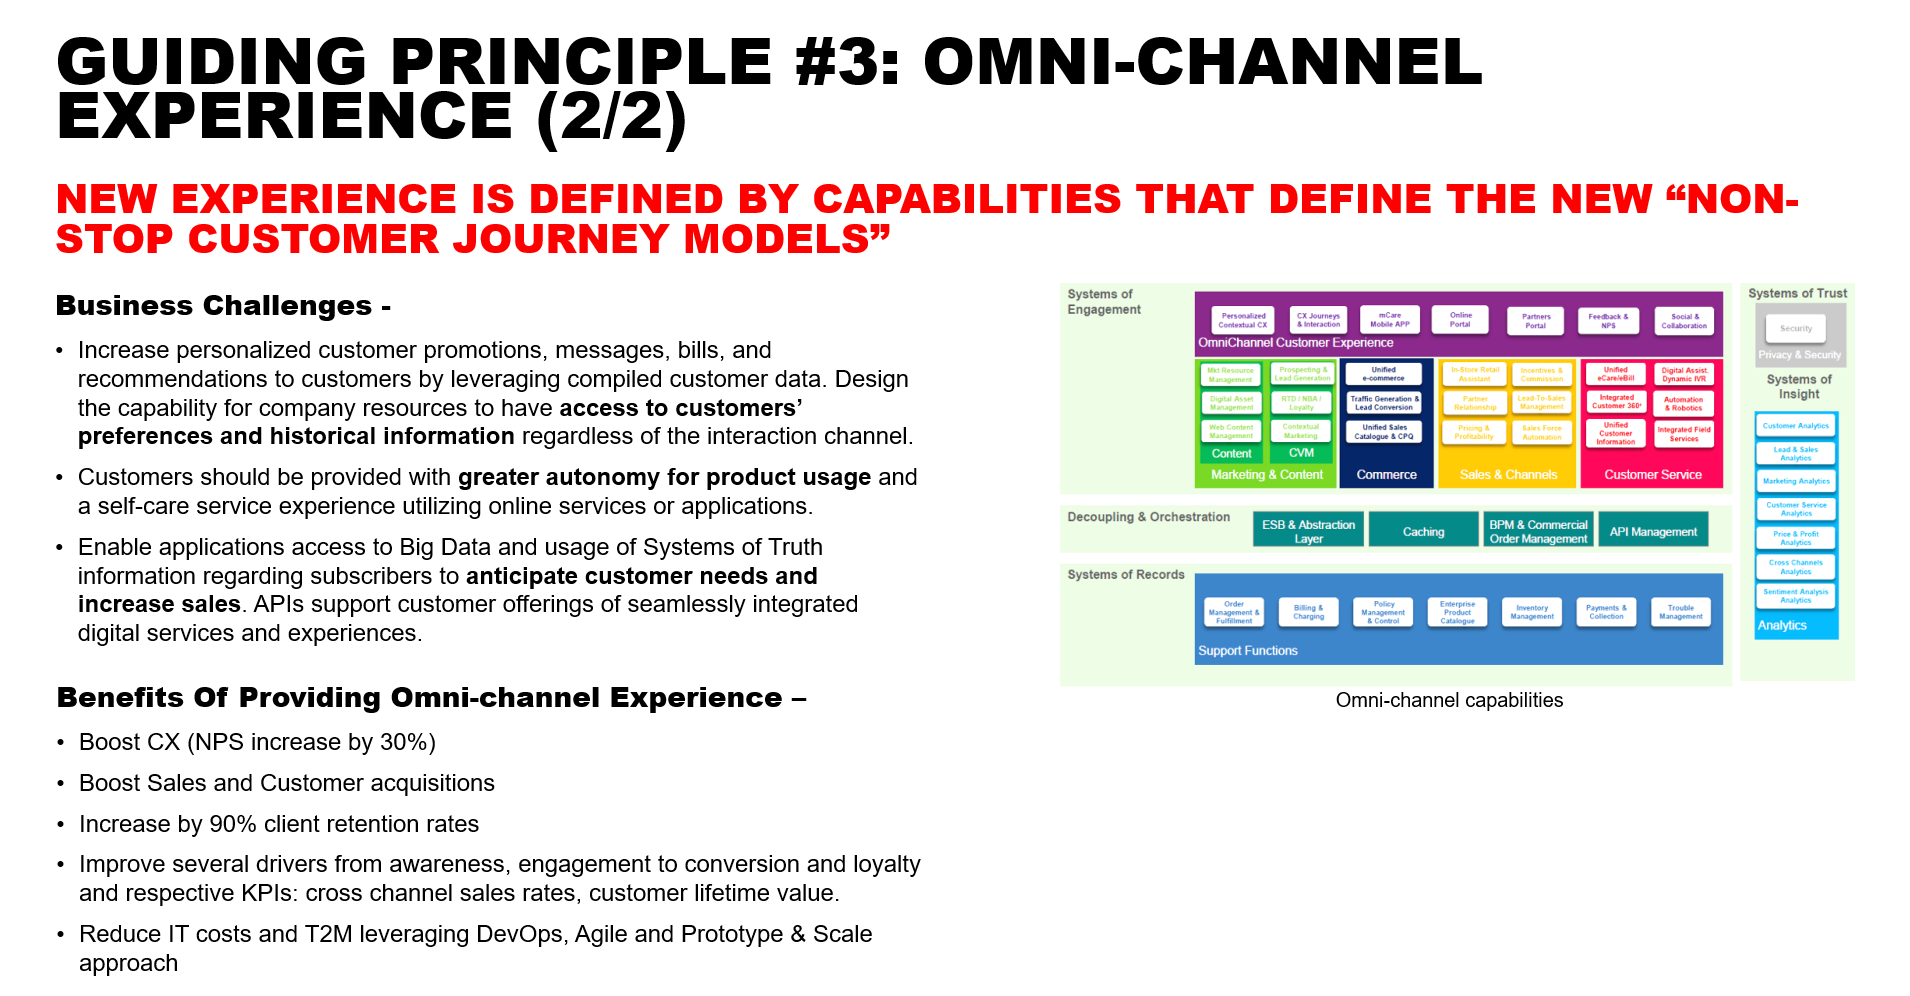 GUIDING PRINCIPLE #3: OMNI-CHANNEL
EXPERIENCE (2/2)
NEW EXPERIENCE IS DEFINED BY CAPABILITIES THAT DEFINE THE NEW “NON-
STOP CUSTOMER JOURNEY MODELS”
Business Challenges -
• Increase personalized customer promotions, messages, bills, and
recommendations to customers by leveraging compiled customer data. Design
the capability for company resources to have access to customers’
preferences and historical information regardless of the interaction channel.
• Customers should be provided with greater autonomy for product usage and
a self-care service experience utilizing online services or applications.
• Enable applications access to Big Data and usage of Systems of Truth
information regarding subscribers to anticipate customer needs and
increase sales. APIs support customer offerings of seamlessly integrated
digital services and experiences.
Benefits Of Providing Omni-channel Experience –
• Boost CX (NPS increase by 30%)
• Boost Sales and Customer acquisitions
• Increase by 90% client retention rates
• Improve several drivers from awareness, engagement to conversion and loyalty
and respective KPIs: cross channel sales rates, customer lifetime value.
• Reduce IT costs and T2M leveraging DevOps, Agile and Prototype & Scale
approach
Systems of
Engagement
Personalized
Contextual CX
CX Journeys
& Interaction
mCare
Mobile APP
Online
Portal
Partners
Portal
Feedback &
NPS
Social &
Collaboration
OmniChannel Customer Experience
Mkt Resource
Management
Digital Asset
Management
Web Content
Management
Content
Prospecting &
Lead Generation
RTD / NBA /
Loyalty
Contextual
Marketing
CVM
Marketing & Content
Unified
e-commerce
Traffic Generation &
Lead Conversion
Unified Sales
Catalogue & CPQ
Commerce
In-Store Retail
Assistant
Partner
Relationship
Pricing &
Profitability
Incentives &
Commission
Lead-To-Sales
Management
Sales Force
Automation
Sales & Channels
Unified
eCare/eBill
Integrated
Customer 360°
Unified
Customer
Information
Digital Assist.
Dynamic IVR
Automation
& Robotics
Integrated Field
Services
Customer Service
Decoupling & Orchestration
ESB & Abstraction
Layer
Caching
BPM & Commercial
Order Management
API Management
Systems of Records
Order
Management &
Fulfillment
Billing &
Charging
Policy
Management
& Control
Enterprise
Product
Catalogue
Inventory
Management
Payments &
Collection
Trouble
Management
Support Functions
Systems of Trust
Security
Privacy & Security
Systems of
Insight
Customer Analytics
Lead & Sales
Analytics
Marketing Analytics
Customer Service
Analytics
Price & Profit
Analytics
Cross Channels
Analytics
Sentiment Analysis
Analytics
Analytics
Omni-channel capabilities